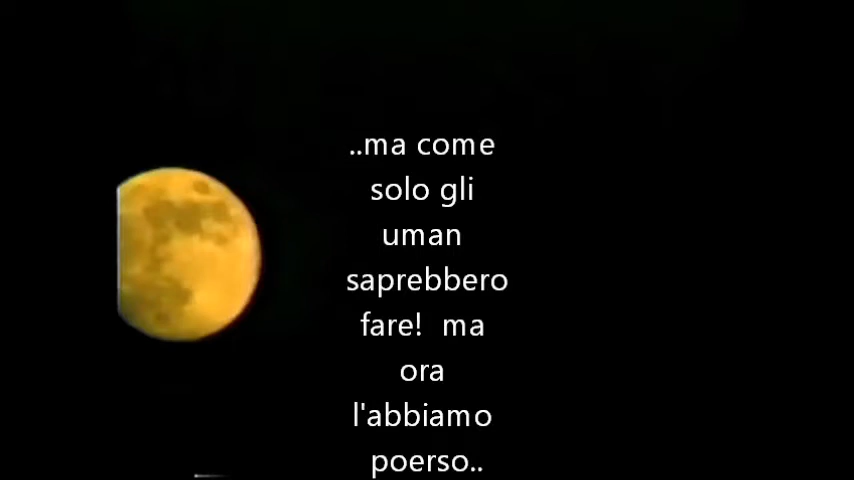 ..ma come
solo gli
uman
saprebbero
fare!  ma
ora
l'abbiamo
poerso..